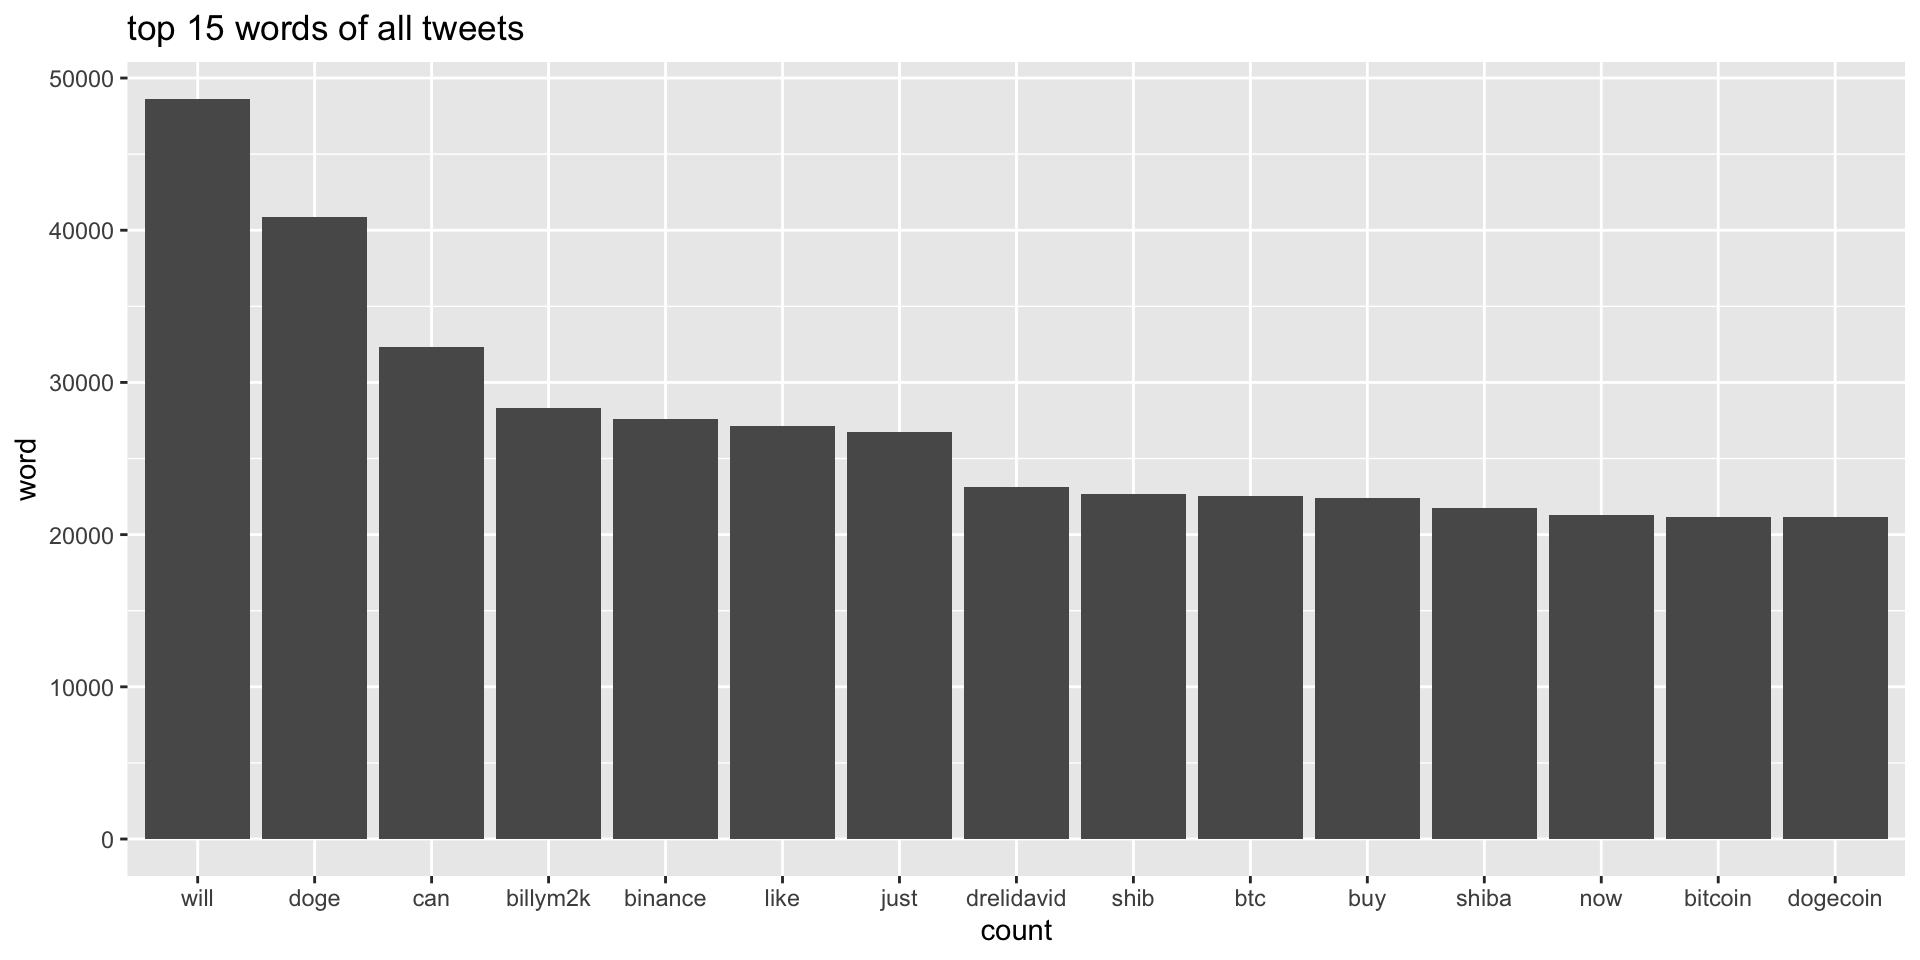 top 15 words of all tweets
50000
40000
30000
20000
10000
0
word
will doge can billym2k binance like just drelidavid shib btc buy shiba now bitcoin dogecoin
count